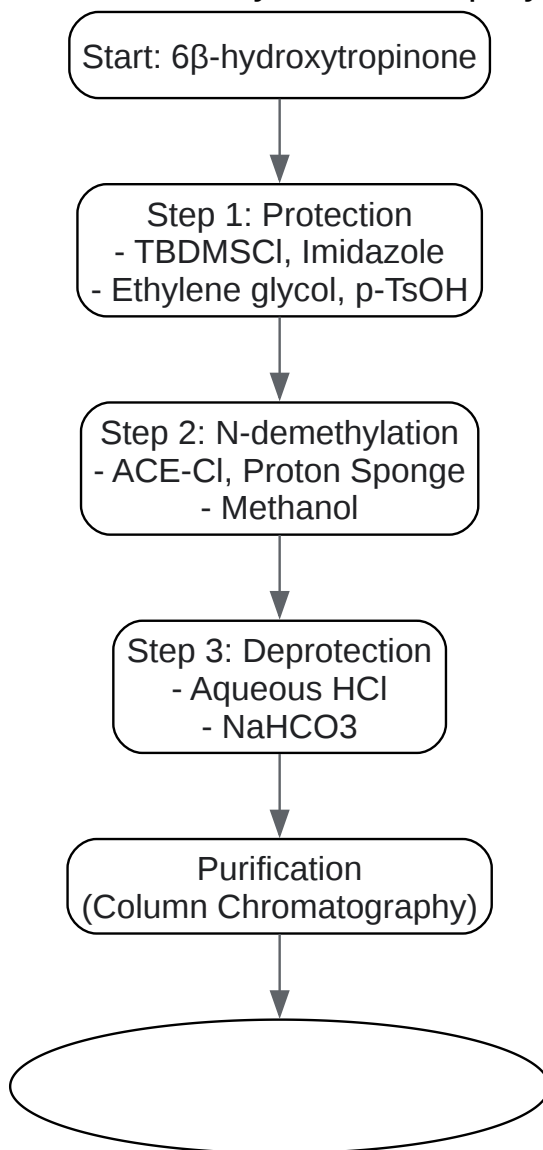 Start: 6β-hydroxytropinone
Step 1: Protection
- TBDMSCl, Imidazole
- Ethylene glycol, p-TsOH
Step 2: N-demethylation
- ACE-Cl, Proton Sponge
- Methanol
Step 3: Deprotection
- Aqueous HCl
- NaHCO3
Purification
(Column Chromatography)